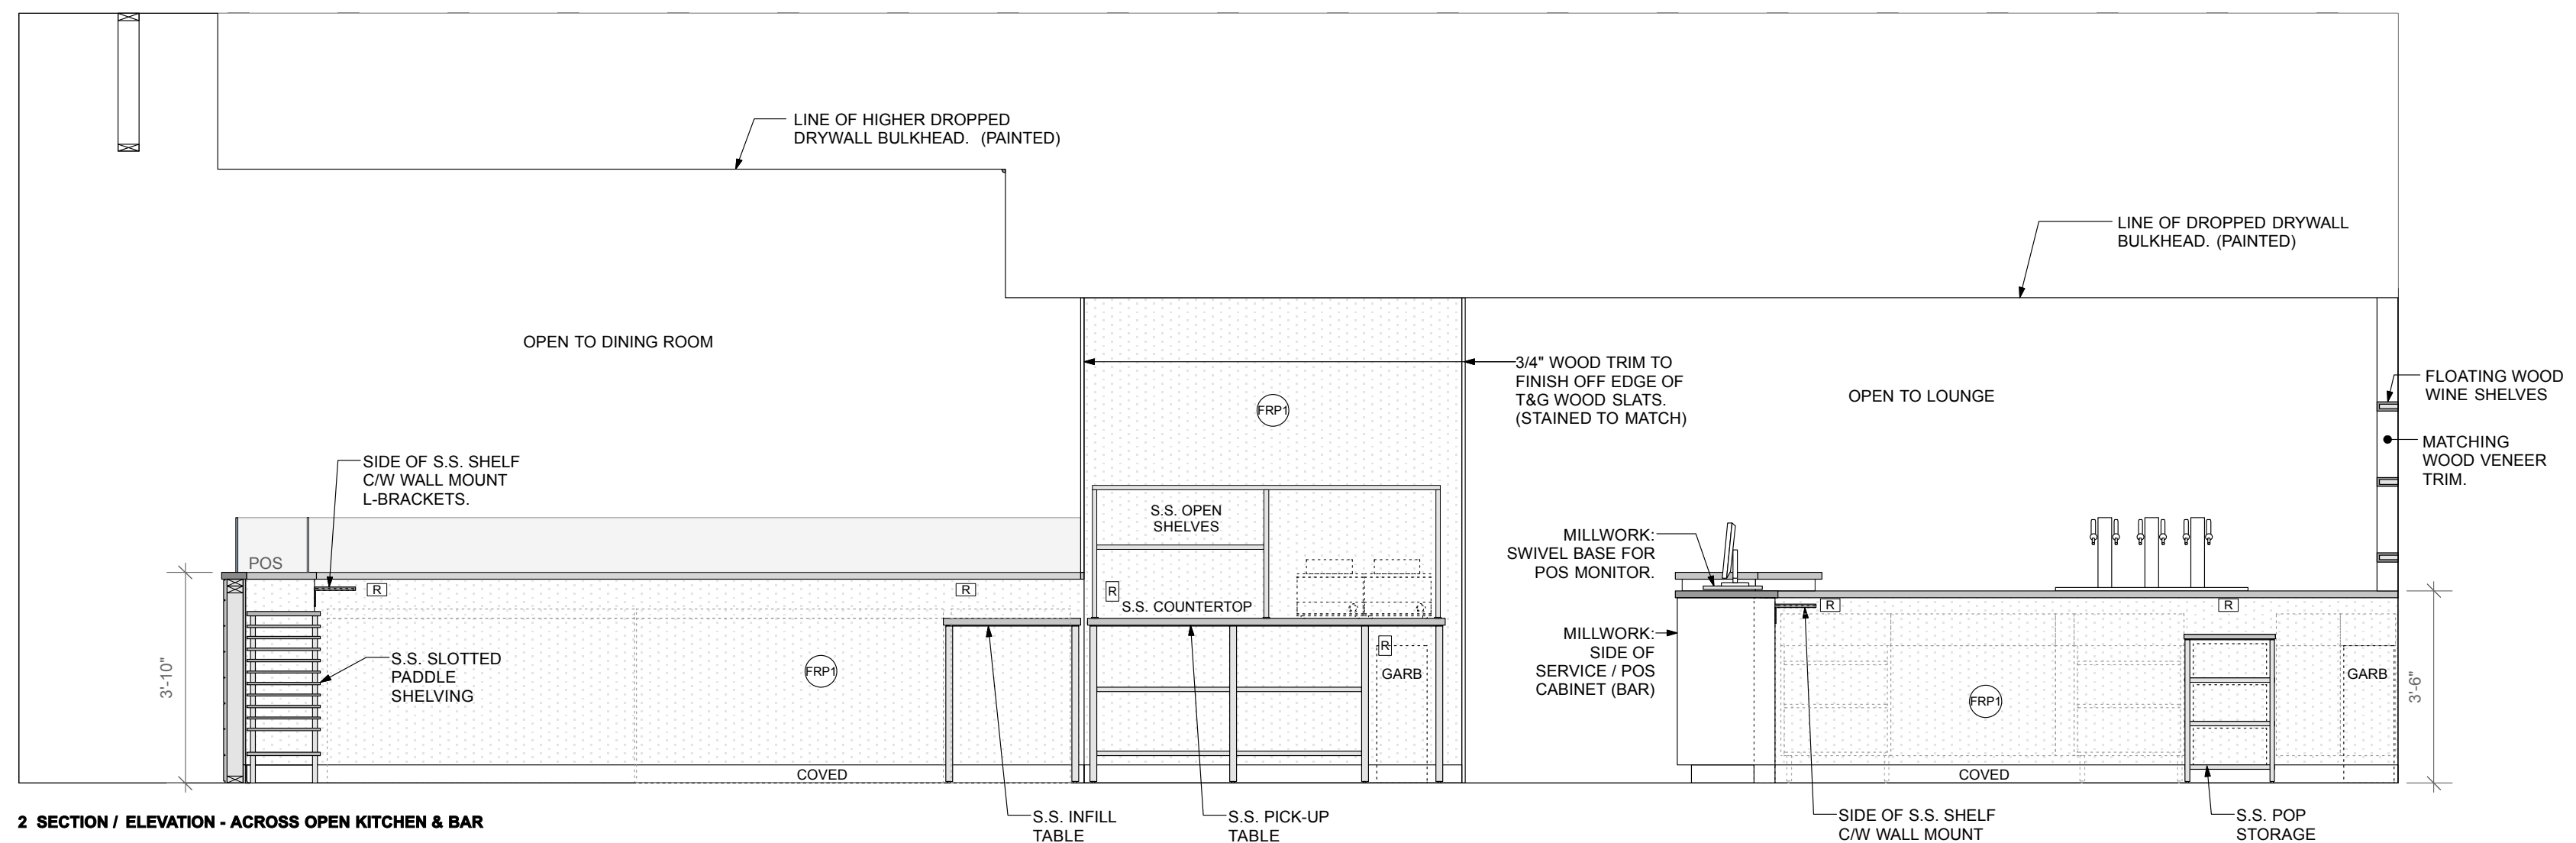 LINE OF HIGHER DROPPED
DRYWALL BULKHEAD. (PAINTED)
LINE OF DROPPED DRYWALL
BULKHEAD. (PAINTED)
OPEN TO DINING ROOM
3/4" WOOD TRIM TO
FINISH OFF EDGE OF
T&G WOOD SLATS.
(STAINED TO MATCH)
OPEN TO LOUNGE
FLOATING WOOD
WINE SHELVES
FRP1
MATCHING
WOOD VENEER
TRIM.
SIDE OF S.S. SHELF
C/W WALL MOUNT
L-BRACKETS.
S.S. OPEN
SHELVES
MILLWORK:
SWIVEL BASE FOR
POS MONITOR.
POS
R
R
R
S.S. COUNTERTOP
R
R
MILLWORK:
SIDE OF
SERVICE / POS
CABINET (BAR)
R
GARB
GARB
S.S. SLOTTED
PADDLE
SHELVING
FRP1
FRP1
3'-10"
3'-6"
COVED
COVED
2 SECTION / ELEVATION - ACROSS OPEN KITCHEN & BAR
S.S. INFILL
TABLE
S.S. PICK-UP
TABLE
SIDE OF S.S. SHELF
C/W WALL MOUNT
S.S. POP
STORAGE